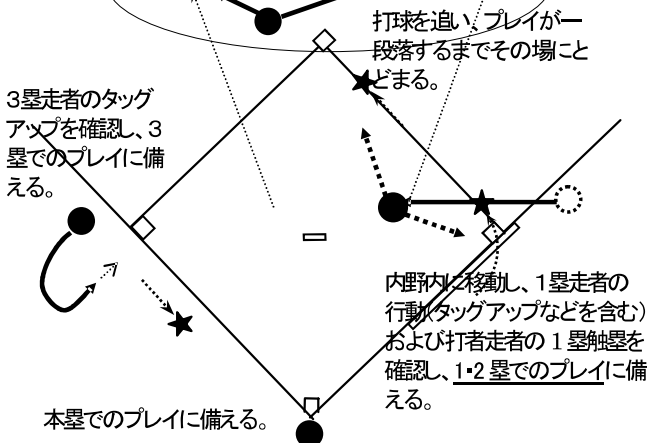 打球を追い、プレイが一
段落するまでその場にと
どまる。
３塁走者のタッグ
アップを確認し、３
塁でのプレイに備
える。
内野内に移動し、１塁走者の
行動(タッグアップなどを含む)
および打者走者の１塁触塁を
確認し、1･2 塁でのプレイに備
える。
本塁でのプレイに備える。